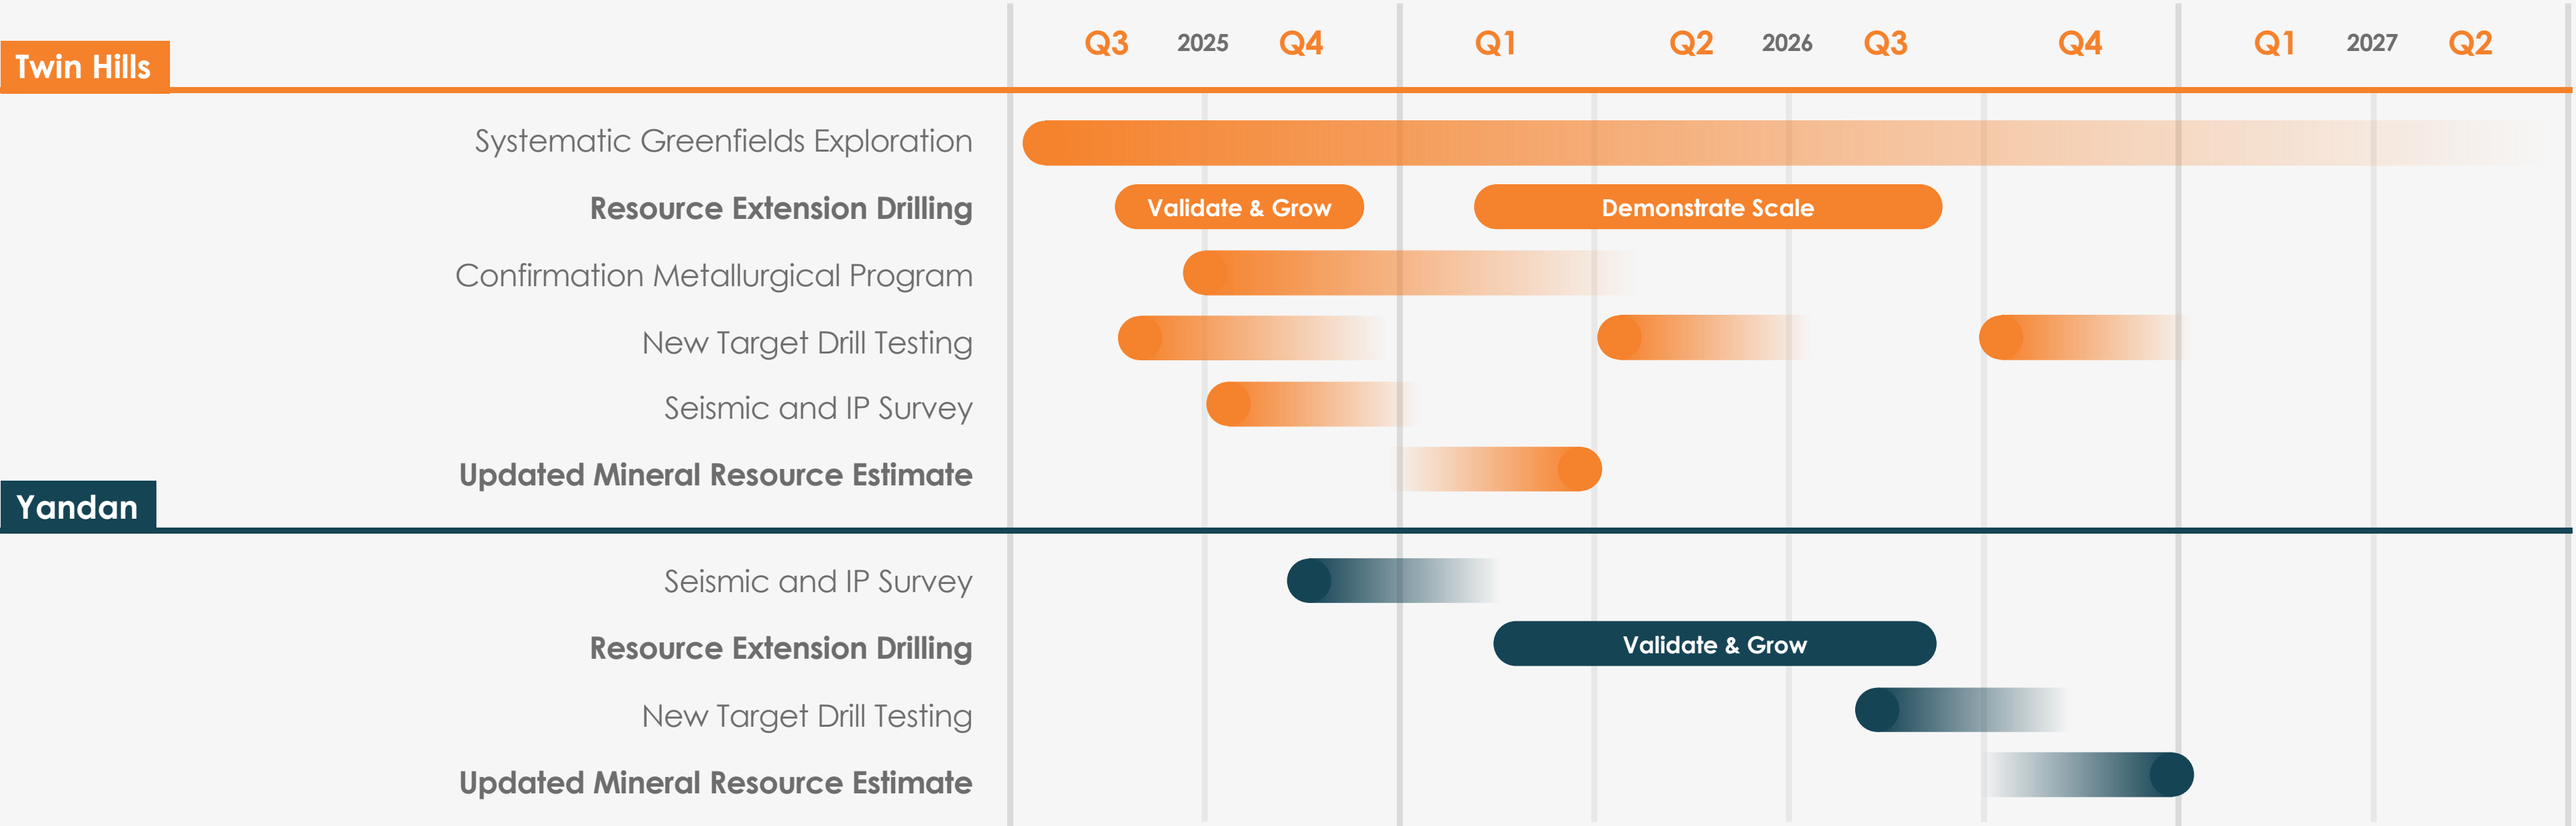 Q3 2025 Q4 Q1 Q2 2026 Q3 Q4 Q1 2027 Q2
Twin Hills
Systematic Greenfields Exploration
Resource Extension Drilling Validate & Grow Demonstrate Scale
Confirmation Metallurgical Program
New Target Drill Testing
Seismic and IP Survey
Updated Mineral Resource Estimate
Yandan
Seismic and IP Survey
Resource Extension Drilling Validate & Grow
New Target Drill Testing
Updated Mineral Resource Estimate